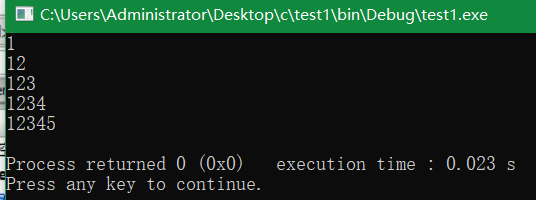 C:\Users\Administrator\Desktop\c\test1\bin\Debug\test1.exe
1
12
123
1234
12345
Process returned 0 (0x0)   execution time : 0.023 s
Press any key to continue.